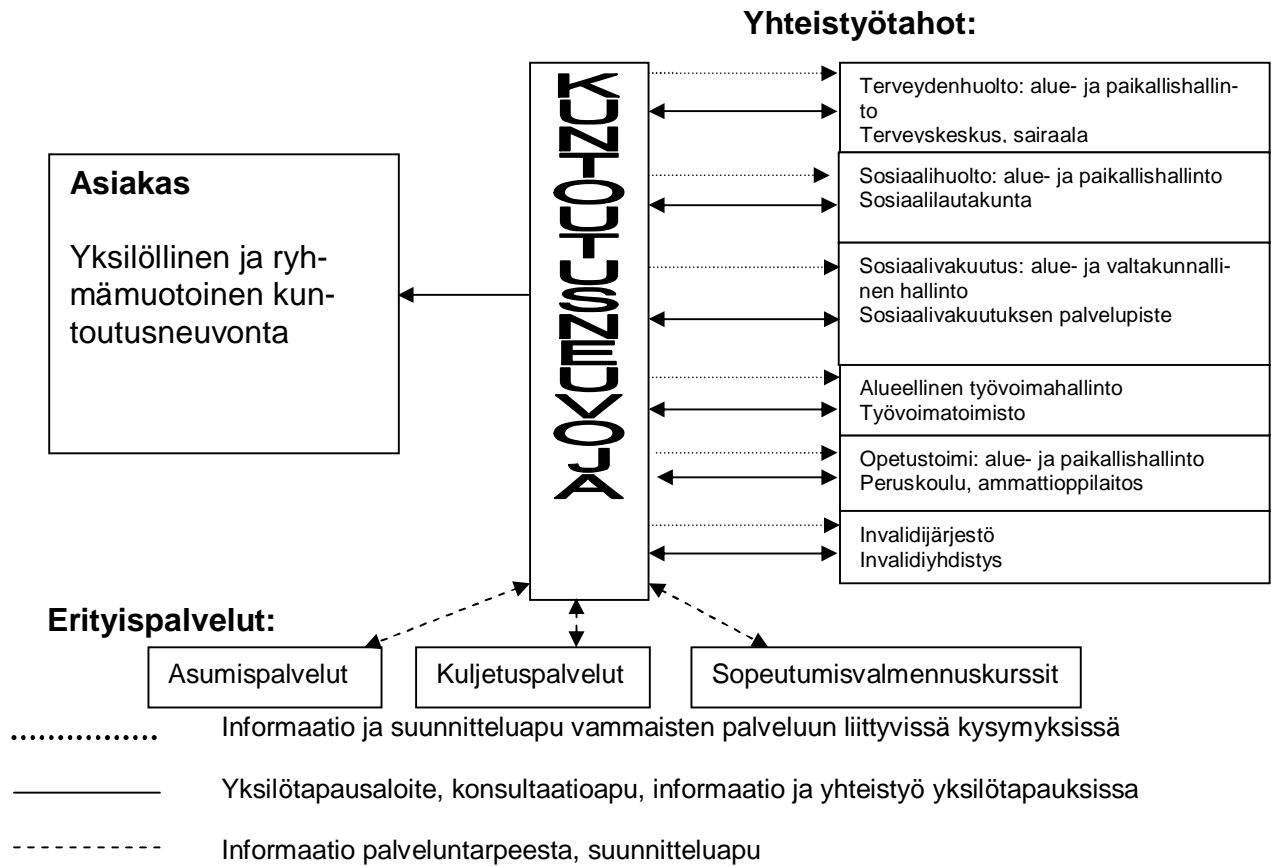 Yhteistyötahot:
KUNTOUTUSNEUVOJA
Terveydenhuolto: alue- ja paikallishallin-
to
Terveyskeskus, sairaala
Asiakas
Yksilöllinen ja ryh-
mämuotoinen kun-
toutusneuvonta
Sosiaalihuolto: alue- ja paikallishallinto
Sosiaalilautakunta
Sosiaalivakuutus: alue- ja valtakunnalli-
nen hallinto
Sosiaalivakuutuksen palvelupiste
Alueellinen työvoimahallinto
Työvoimatoimisto
Opetustoimi: alue- ja paikallishallinto
Peruskoulu, ammattioppilaitos
Invalidijärjestö
Invalidiyhdistys
Erityispalvelut:
Asumispalvelut
Kuljetuspalvelut
Sopeutumisvalmennuskurssit
Informaatio ja suunnitteluapu vammaisten palveluun liittyvissä kysymyksissä
Yksilötapausaloite, konsultaatioapu, informaatio ja yhteistyö yksilötapauksissa
Informaatio palveluntarpeesta, suunnitteluapu